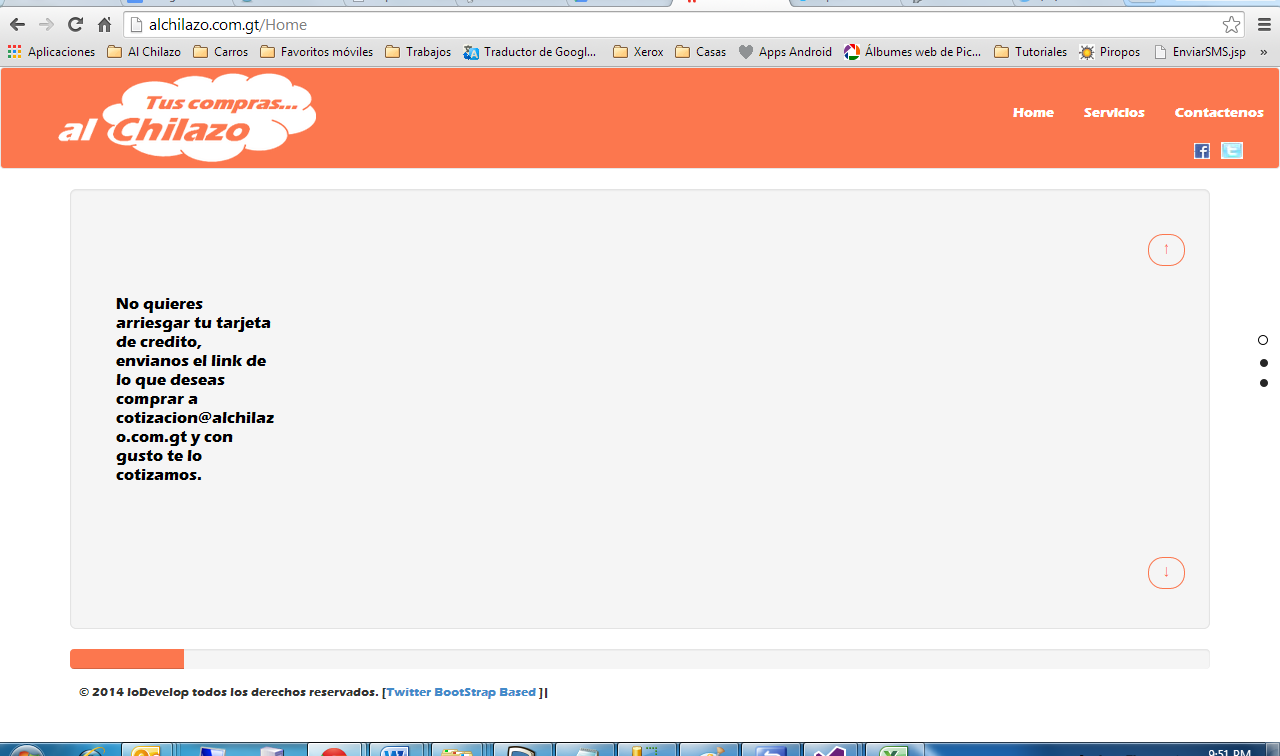 alchilazo.com.gt/Home
Aplicaciones Al Chilazo Carros Favoritos móviles Trabajos Traductor de Googl... Xerox Casas Apps Android Álbumes web de Pic... Tutoriales Piropos EnviarSMS.jsp »
Tus compras...
al Chilazo
Home Servicios Contactenos
↑
No quieres
arriesgar tu tarjeta
de credito,
envianos el link de
lo que deseas
comprar a
cotizacion@alchilaz
o.com.gt y con
gusto te lo
cotizamos.
↓
© 2014 IoDevelop todos los derechos reservados. [Twitter BootStrap Based ]|
9:51 PM